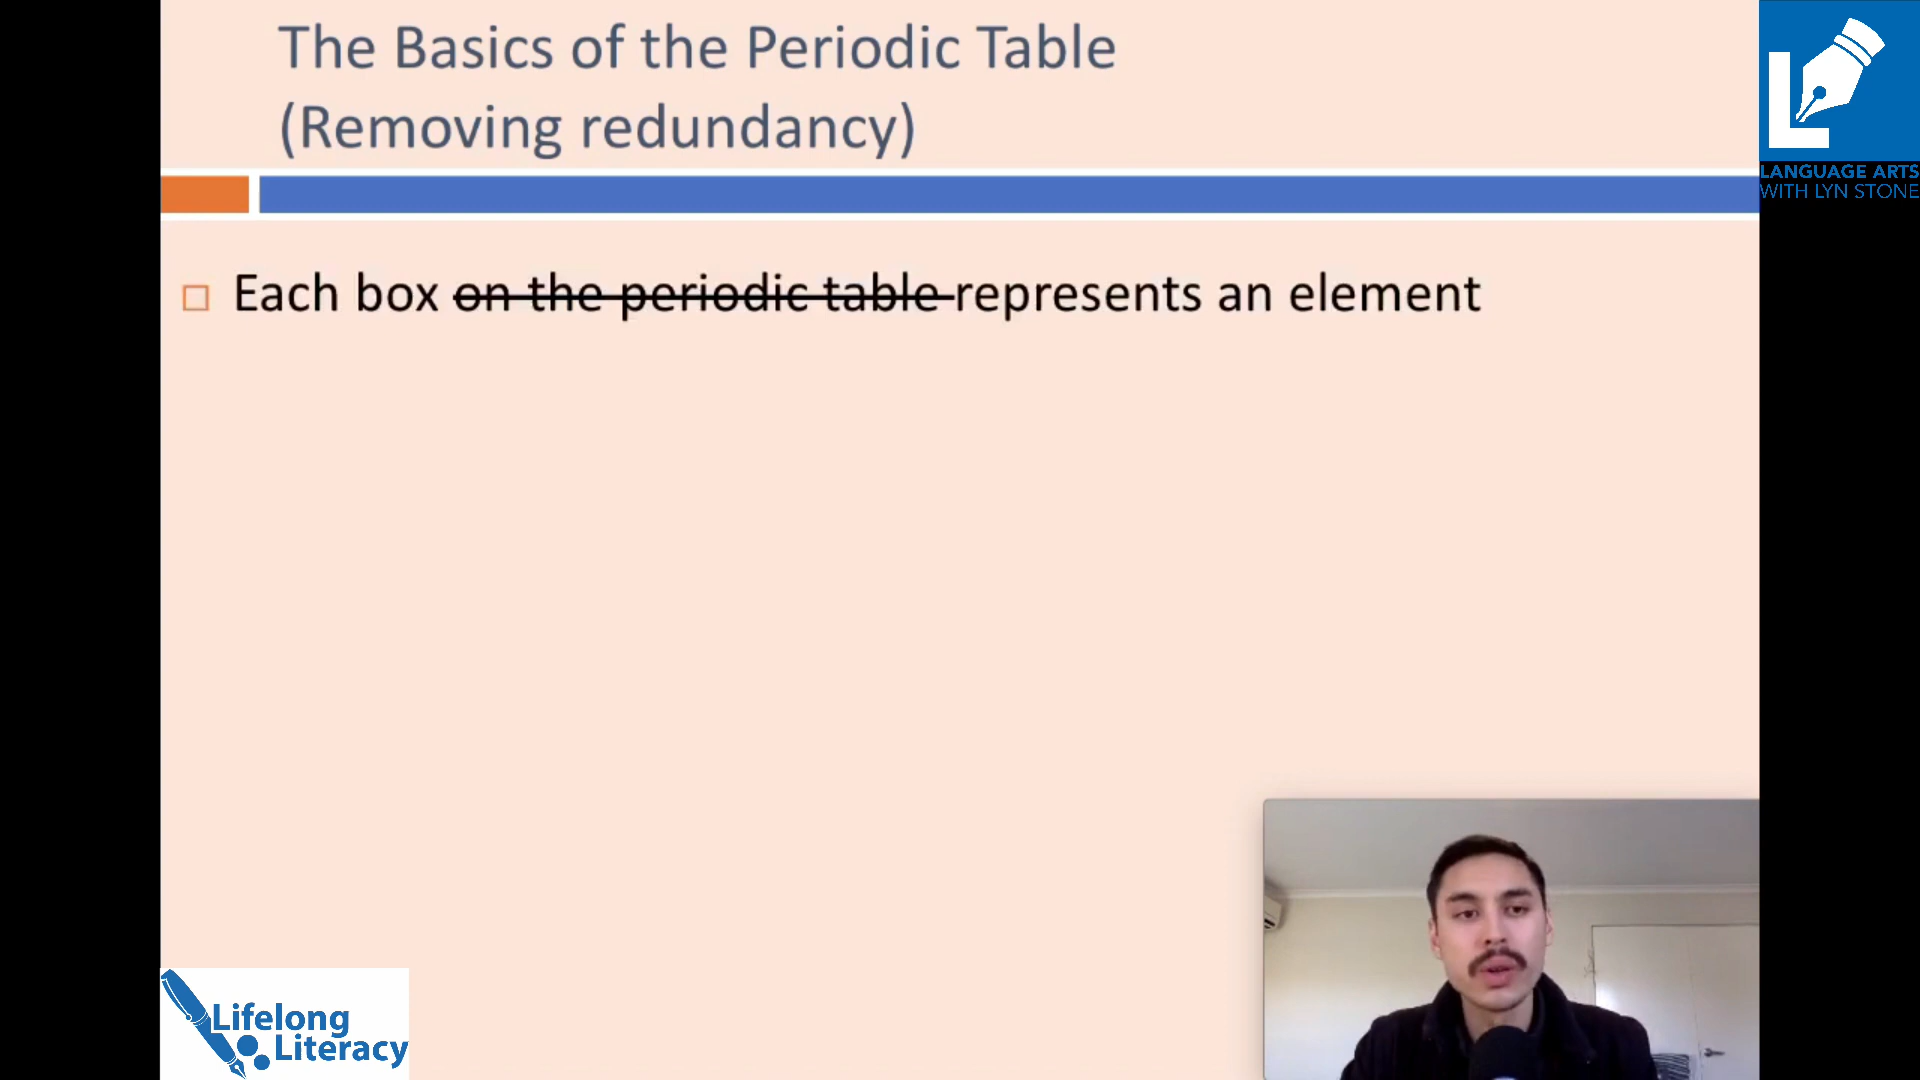 The Basics of the Periodic Table
(Removing redundancy)
LANGUAGE ARTS
WITH LYN STONE
Each box on the periodic table represents an element
Lifelong
Literacy